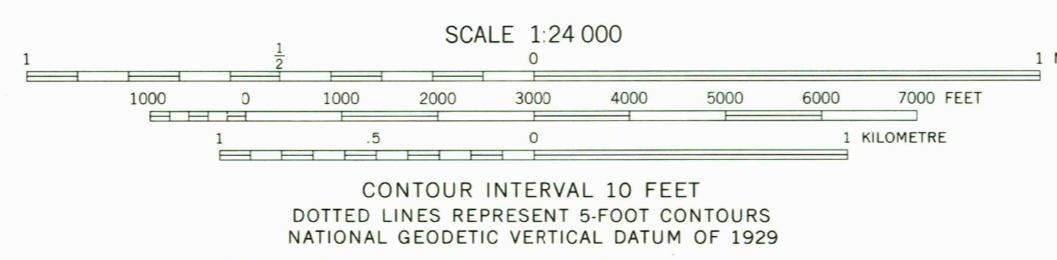 SCALE 1:24 000
1 1/2 0 1
1000 0 1000 2000 3000 4000 5000 6000 7000 FEET
1 .5 0 1 KILOMETRE
CONTOUR INTERVAL 10 FEET
DOTTED LINES REPRESENT 5-FOOT CONTOURS
NATIONAL GEODETIC VERTICAL DATUM OF 1929